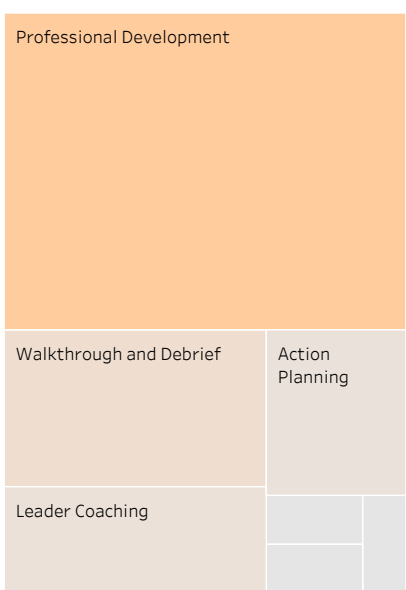 Professional Development
Walkthrough and Debrief
Action
Planning
Leader Coaching